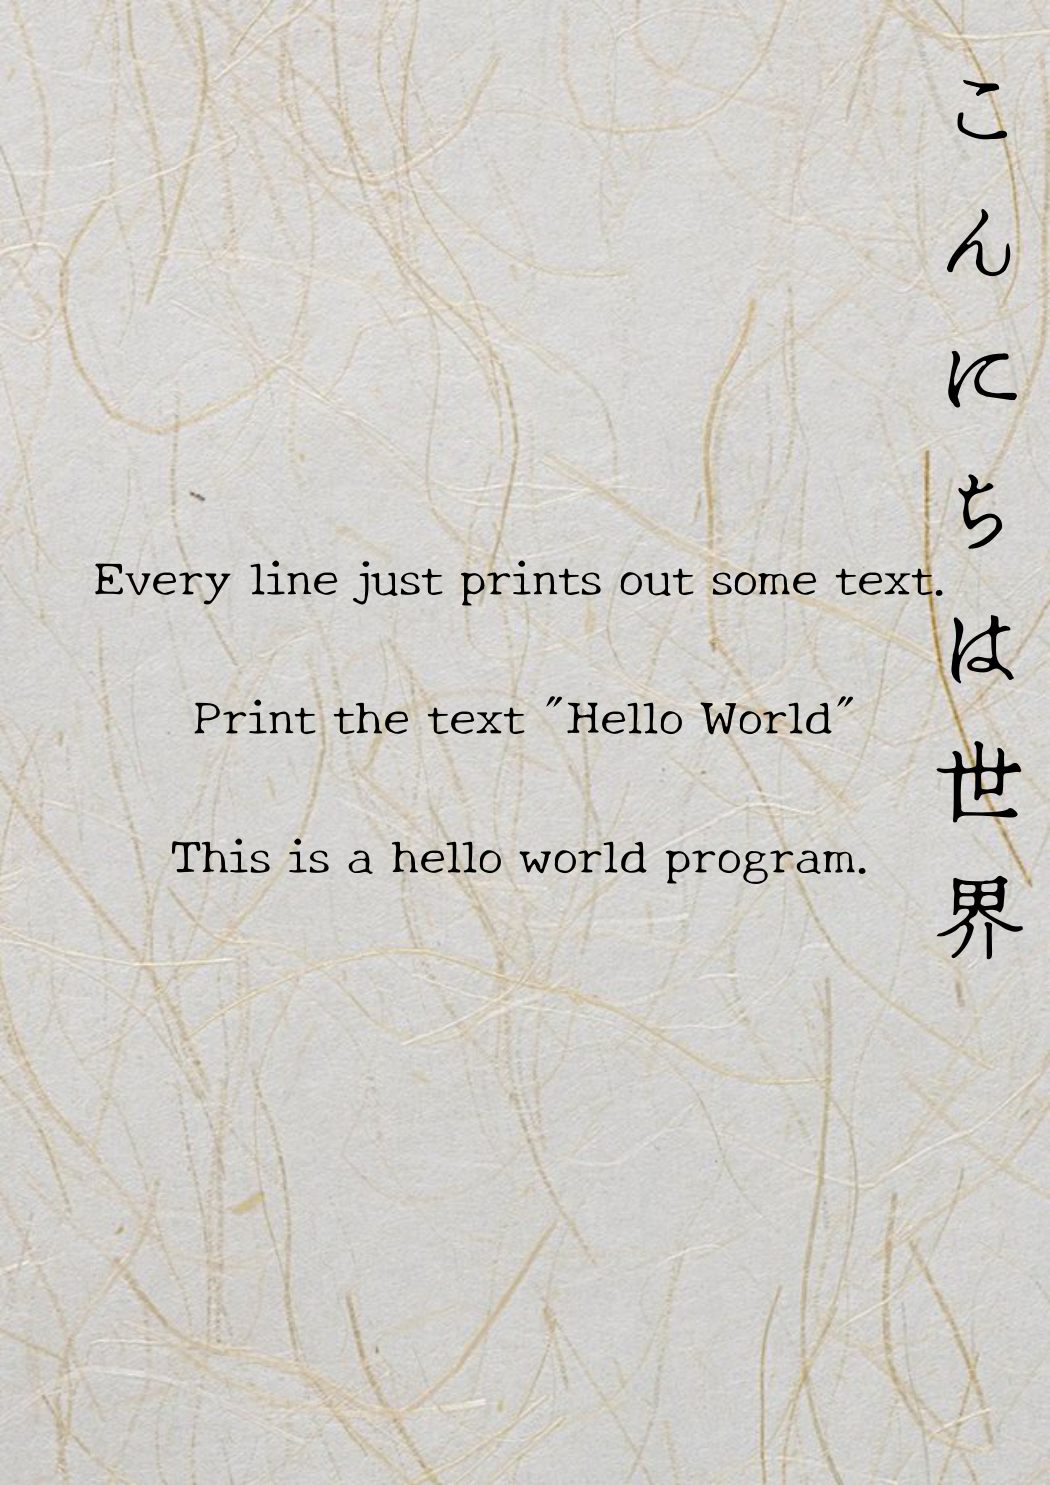 こんにちは世界
Every line just prints out some text.
Print the text "Hello World"
This is a hello world program.